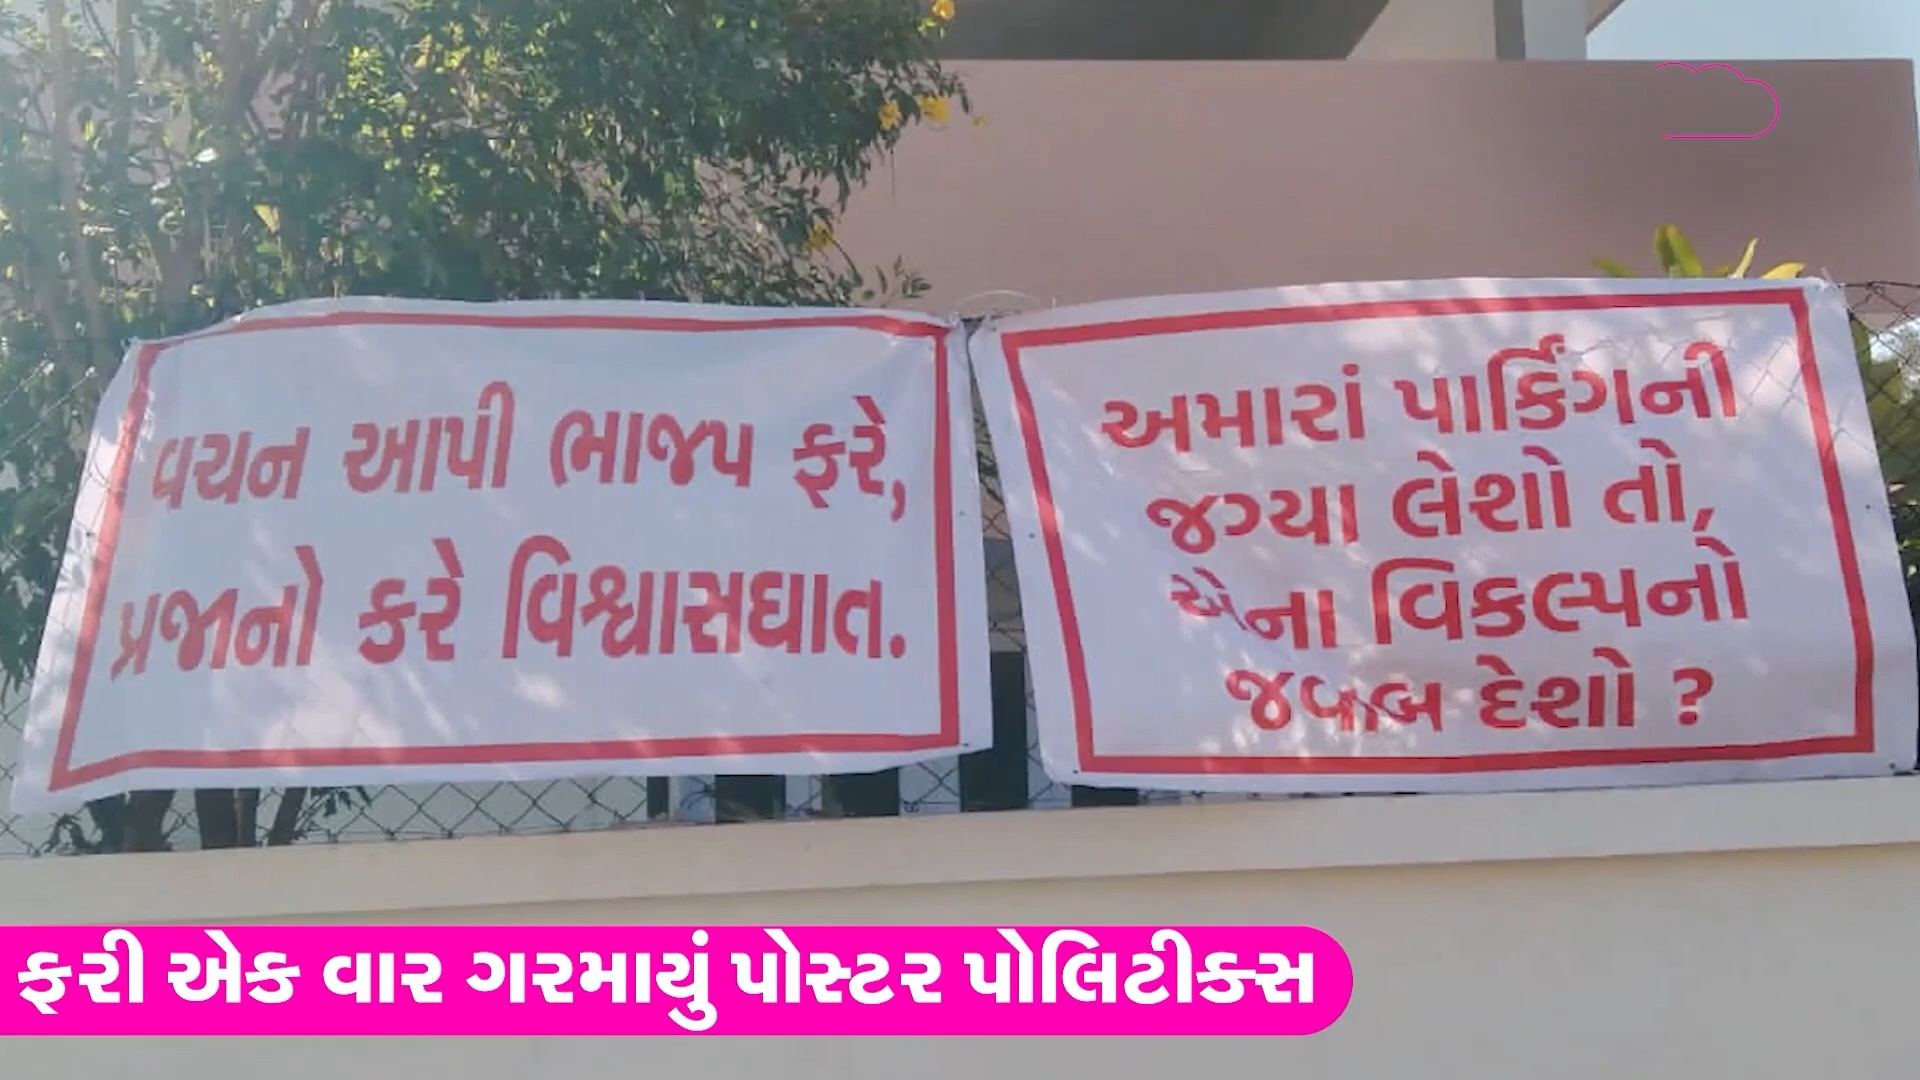 વચન આપી ભાજપ ફરે,
પ્રજાનો કરે વિશ્વાસઘાત.
અમારાં પાર્કિંગની
જગ્યા લેશો તો,
એના વિકલ્પનો
જવાબ દેશો ?
ફરી એક વાર ગરમાયું પોસ્ટર પોલિટીક્સ